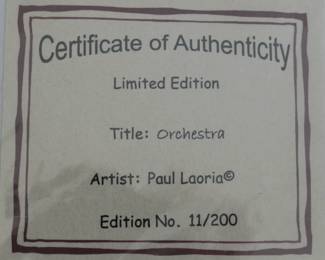 Certificate of Authenticity
Limited Edition
Title: Orchestra
Artist: Paul Laoria©
Edition No. 11/200